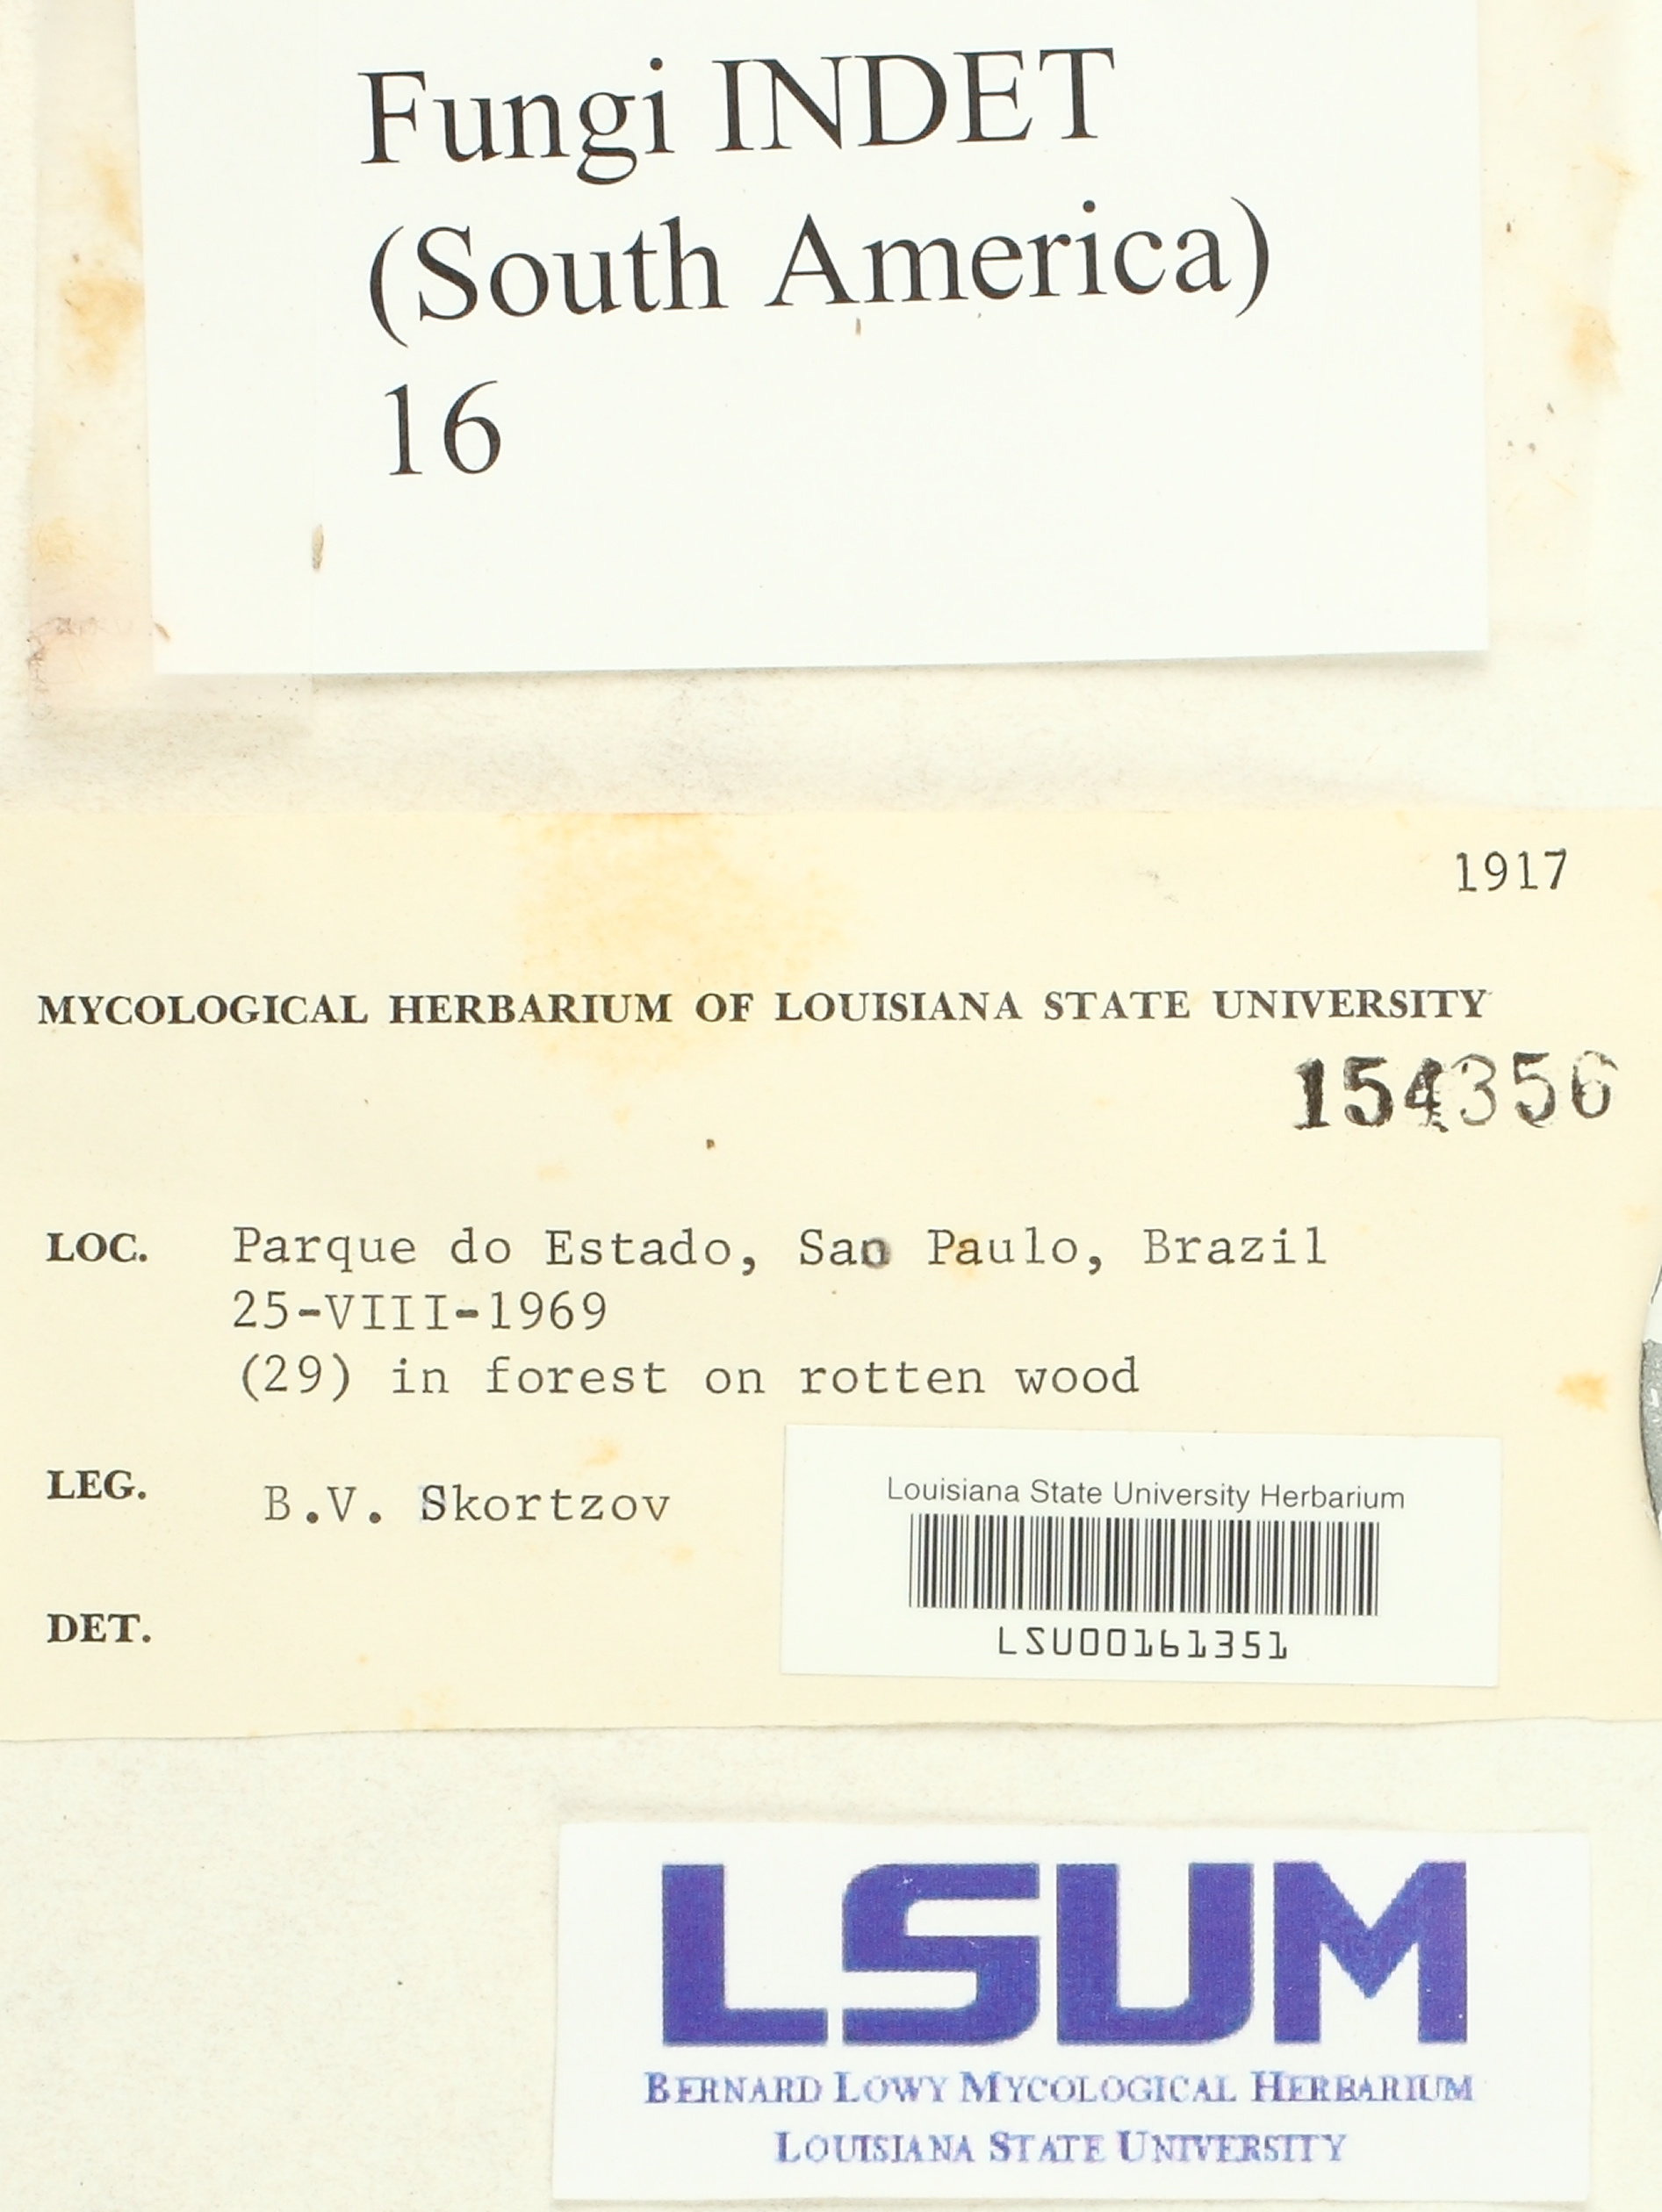 Fungi INDET
(South America)
16
1917
MYCOLOGICAL HERBARIUM OF LOUISIANA STATE UNIVERSITY
154356
LOC. Parque do Estado, Sao Paulo, Brazil
25-VIII-1969
(29) in forest on rotten wood
LEG. B.V. Skortzov
Louisiana State University Herbarium
LSU00161351
DET.
LSUM
BERNARD LOWY MYCOLOGICAL HERBARIUM
LOUISIANA STATE UNIVERSITY